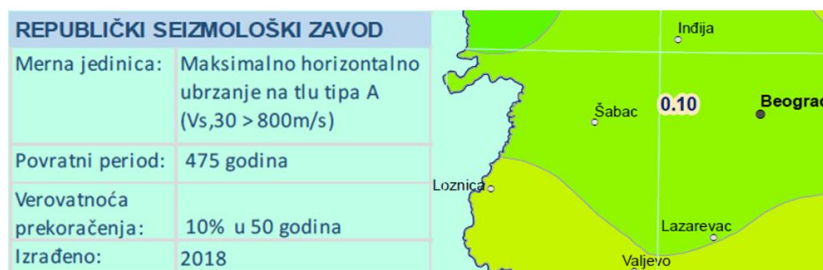 REPUBLIČKI SEIZMOLOŠKI ZAVOD
Merna jedinica: Maksimalno horizontalno
ubrzanje na tlu tipa A
(Vs,30 > 800m/s)
Povratni period: 475 godina
Verovatnoća
prekoračenja: 10% u 50 godina
Izrađeno: 2018
Inđija
0.10
Beograd
Šabac
Loznica
Lazarevac
Valjevo